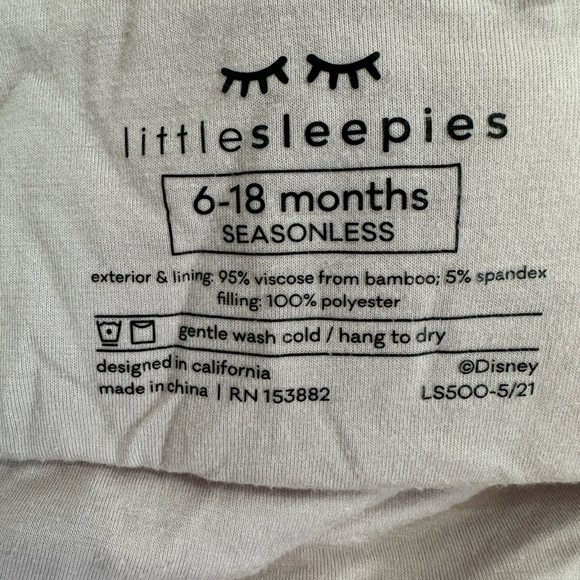 littlesleepies
6-18 months
SEASONLESS
exterior & lining: 95% viscose from bamboo; 5% spandex
filling: 100% polyester
gentle wash cold / hang to dry
designed in california
©Disney
made in china | RN 153882
LS500-5/21